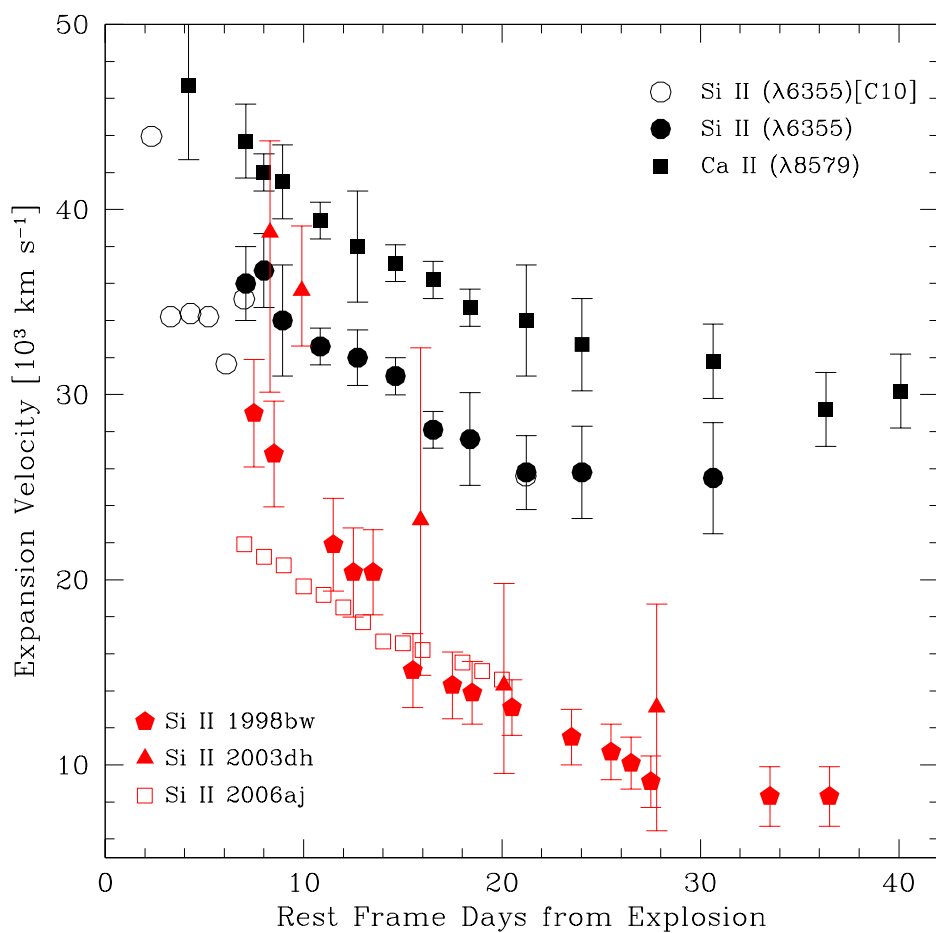 50
40
30
20
10
0
10
20
30
40
Expansion Velocity [10³ km s⁻¹]
Rest Frame Days from Explosion
Si II (λ6355)[C10]
Si II (λ6355)
Ca II (λ8579)
Si II 1998bw
Si II 2003dh
Si II 2006aj